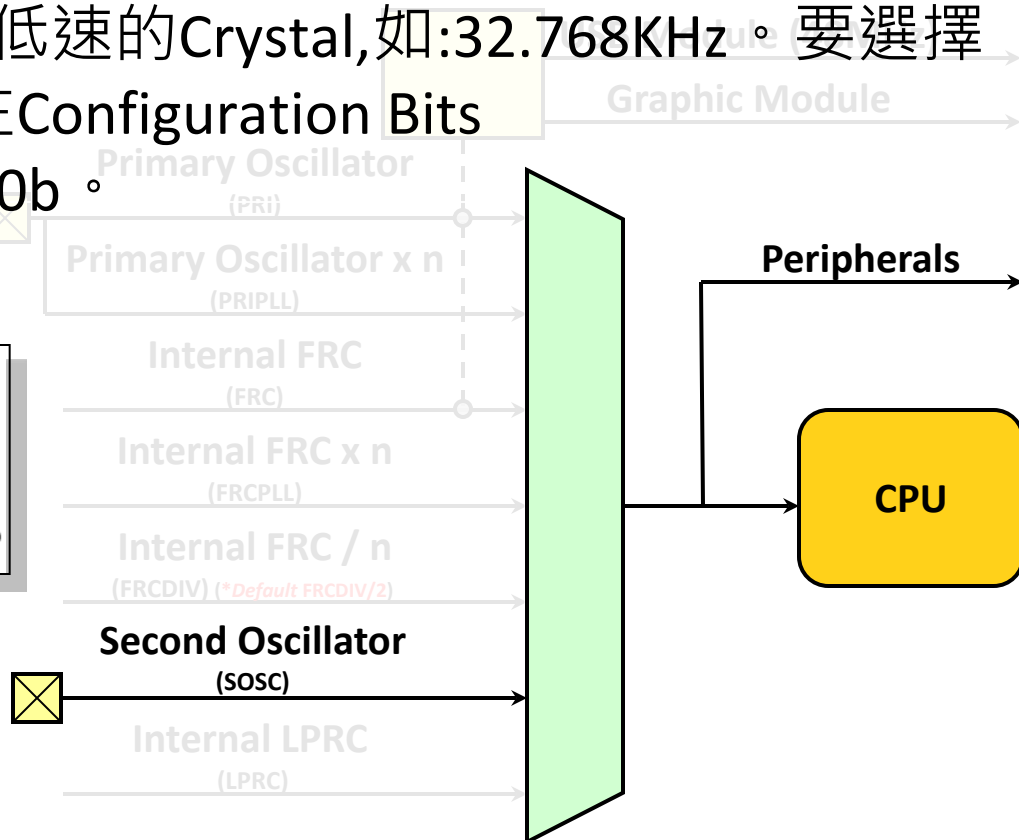 低速的Crystal,如:32.768KHz。要選擇
Configuration Bits
0b。
Graphic Module
Primary Oscillator
(PRI)
Primary Oscillator x n
(PRIPLL)
Peripherals
Internal FRC
(FRC)
Internal FRC x n
(FRCPLL)
CPU
Internal FRC / n
(FRCDIV) (*Default FRCDIV/2)
Second Oscillator
(SOSC)
Internal LPRC
(LPRC)